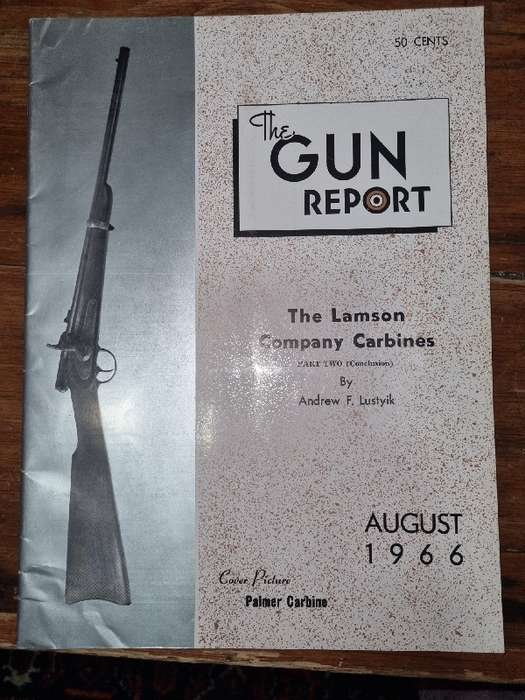 50 CENTS
The
GUN
REPORT
The Lamson
Company Carbines
PART TWO (Conclusion)
By
Andrew F. Lustyik
AUGUST
1966
Cover Picture
Palmer Carbine